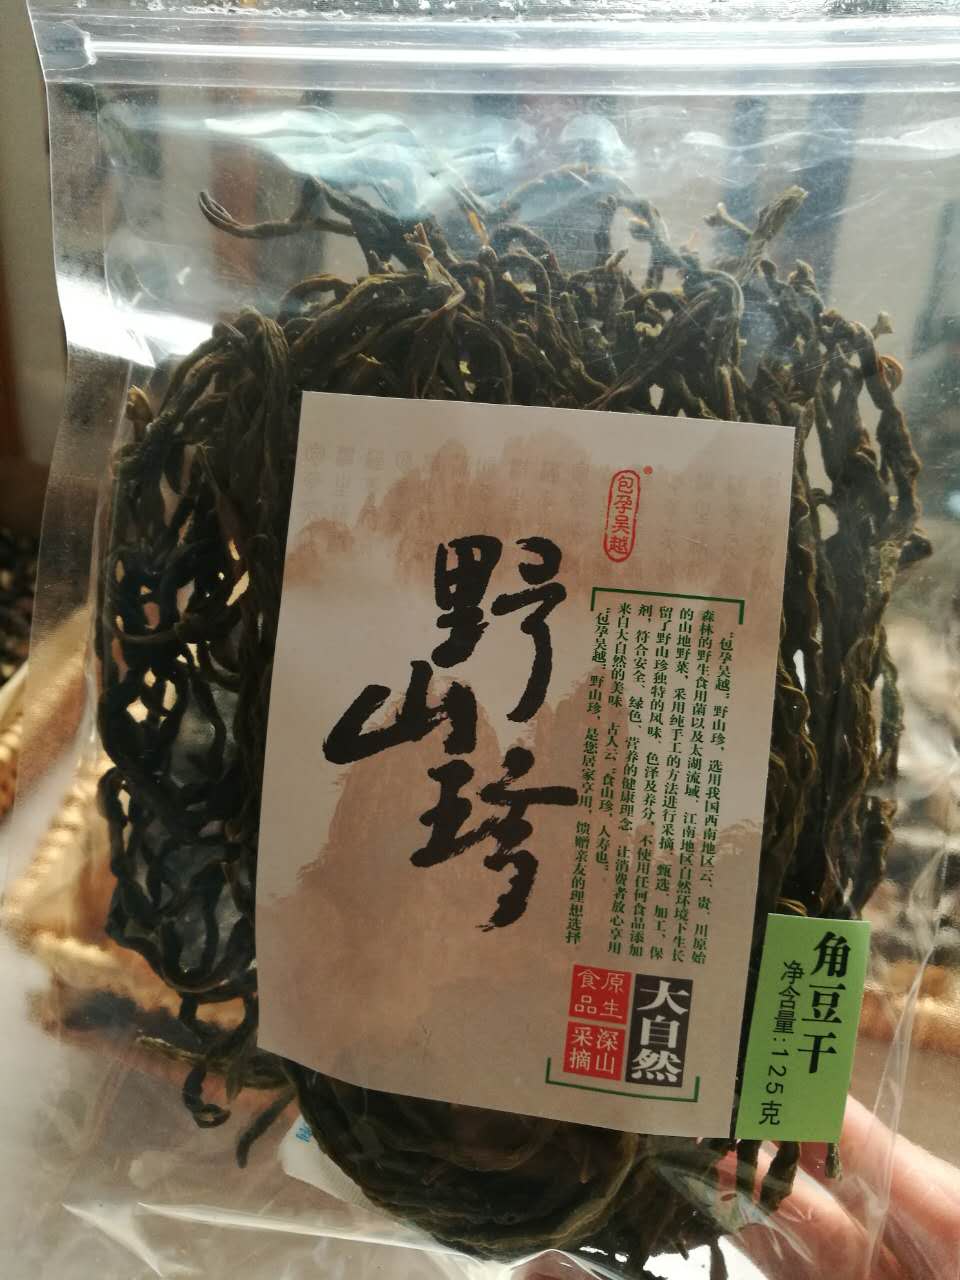 包孕吴越®
野山珍
“包孕吴越”野山珍，选用我国西南地区云、贵、川原始
森林的野生食用菌以及太湖流域、江南地区自然环境下生长
的山地野菜，采用纯手工的方法进行采摘、甄选、加工、保
留了野山珍独特的风味、色泽及养分，不使用任何食品添加
剂，符合安全、绿色、营养的健康理念，让消费者放心享用
来自大自然的美味。古人云：“食山珍，人寿也”。
“包孕吴越”野山珍，是您居家享用，馈赠亲友的理想选择
大自然
原生
食品
深山
采摘
角豆干
净含量:125克